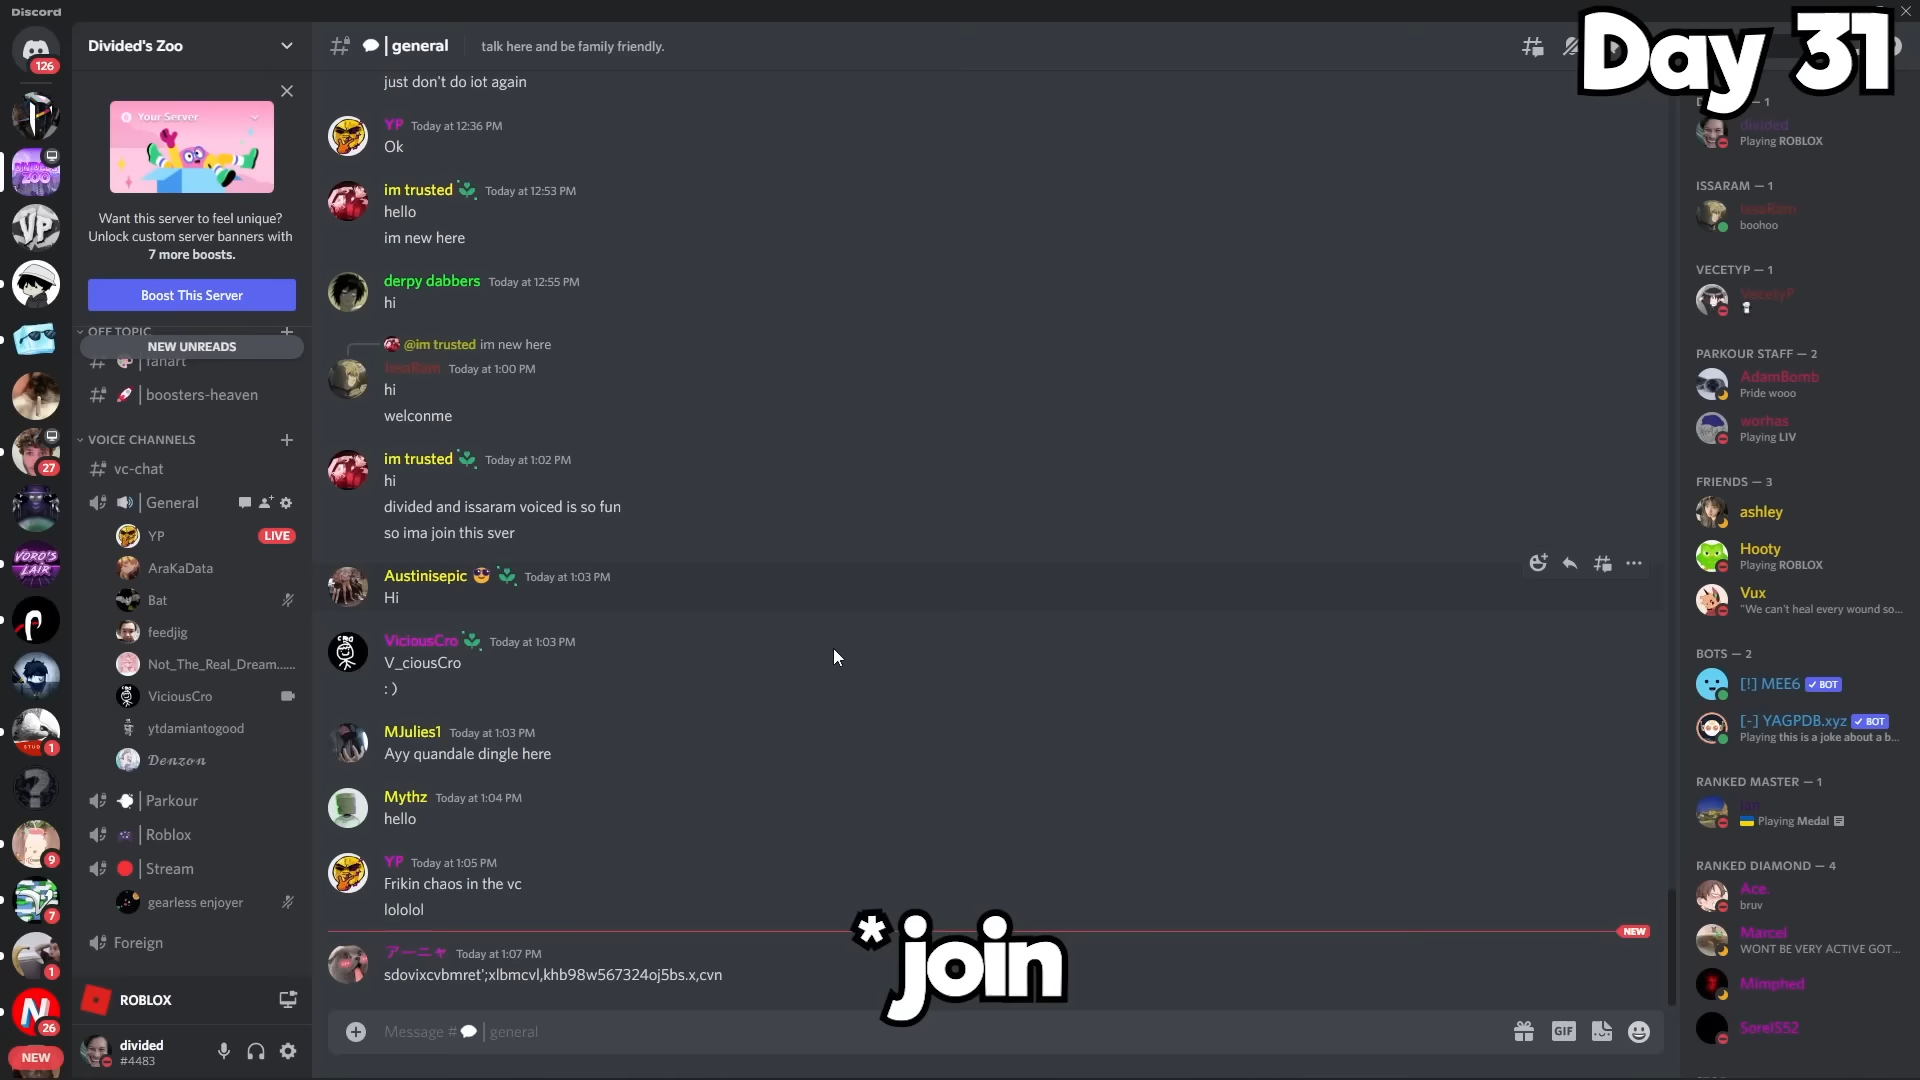 Discord
Day 31
126
27
1
9
7
1
26
NEW
VP
DIVIDED'S ZOO
VORO'S LAIR
Divided's Zoo
Your Server
Want this server to feel unique?
Unlock custom server banners with
7 more boosts.
Boost This Server
OFF TOPIC
NEW UNREADS
fanart
boosters-heaven
VOICE CHANNELS
vc-chat
General
YP
LIVE
AraKaData
Bat
feedjig
Not_The_Real_Dream......
ViciousCro
ytdamiantogood
Denzon
Parkour
Roblox
Stream
gearless enjoyer
Foreign
ROBLOX
divided
#4483
general
talk here and be family friendly.
just don't do iot again
YP Today at 12:36 PM
Ok
im trusted Today at 12:53 PM
hello
im new here
derpy dabbers Today at 12:55 PM
hi
@im trusted im new here
IssaRam Today at 1:00 PM
hi
welconme
im trusted Today at 1:02 PM
hi
divided and issaram voiced is so fun
so ima join this sver
Austinisepic Today at 1:03 PM
Hi
ViciousCro Today at 1:03 PM
V_ciousCro
: )
MJulies1 Today at 1:03 PM
Ayy quandale dingle here
Mythz Today at 1:04 PM
hello
YP Today at 1:05 PM
Frikin chaos in the vc
lololol
NEW
アーニャ Today at 1:07 PM
sdovixcvbmret';xlbmcvl,khb98w567324oj5bs.x,cvn
*join
Message # | general
GIF
— 1
divided
Playing ROBLOX
ISSARAM — 1
IssaRam
boohoo
VECETYP — 1
VecetyP
PARKOUR STAFF — 2
AdamBomb
Pride wooo
worhas
Playing LIV
FRIENDS — 3
ashley
Hooty
Playing ROBLOX
Vux
"We can't heal every wound so...
BOTS — 2
[!] MEE6 BOT
[-] YAGPDB.xyz BOT
Playing this is a joke about a b...
RANKED MASTER — 1
Playing Medal
RANKED DIAMOND — 4
Ace.
bruv
Marcel
WONT BE VERY ACTIVE GOT...
Mimphed
Sorel552